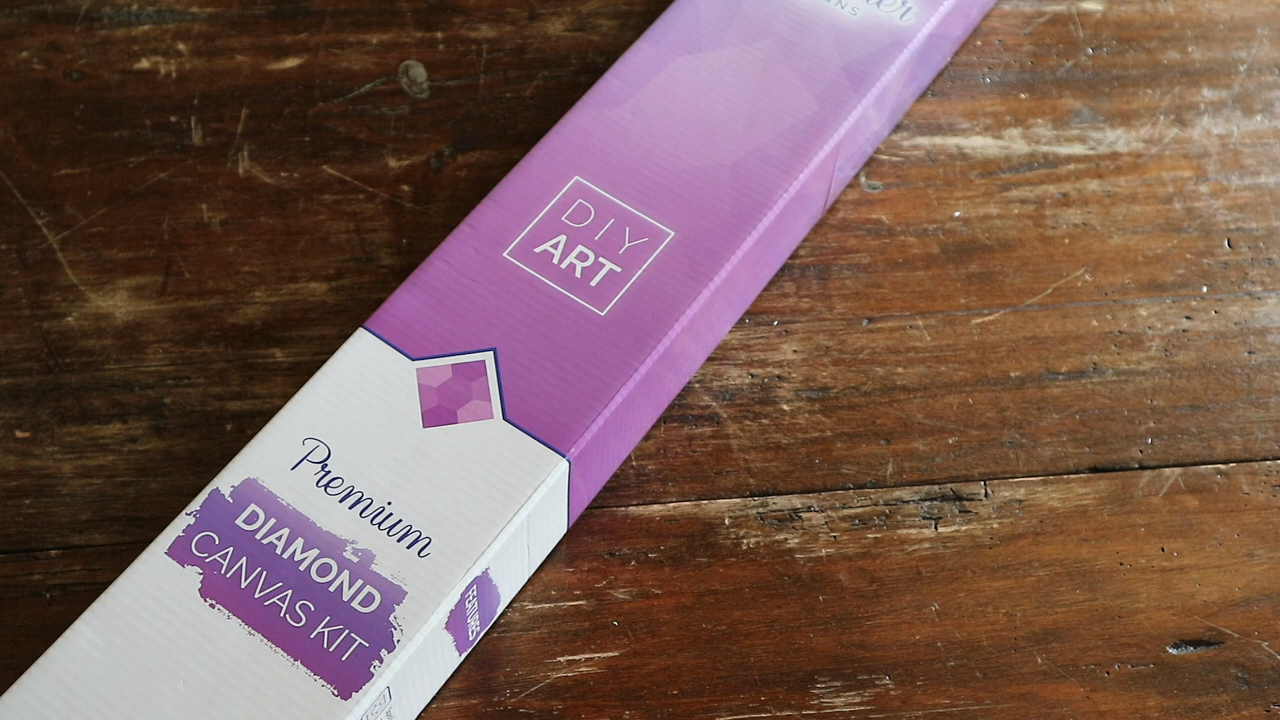 DIY
ART
Premium
DIAMOND
CANVAS KIT
FEATURES